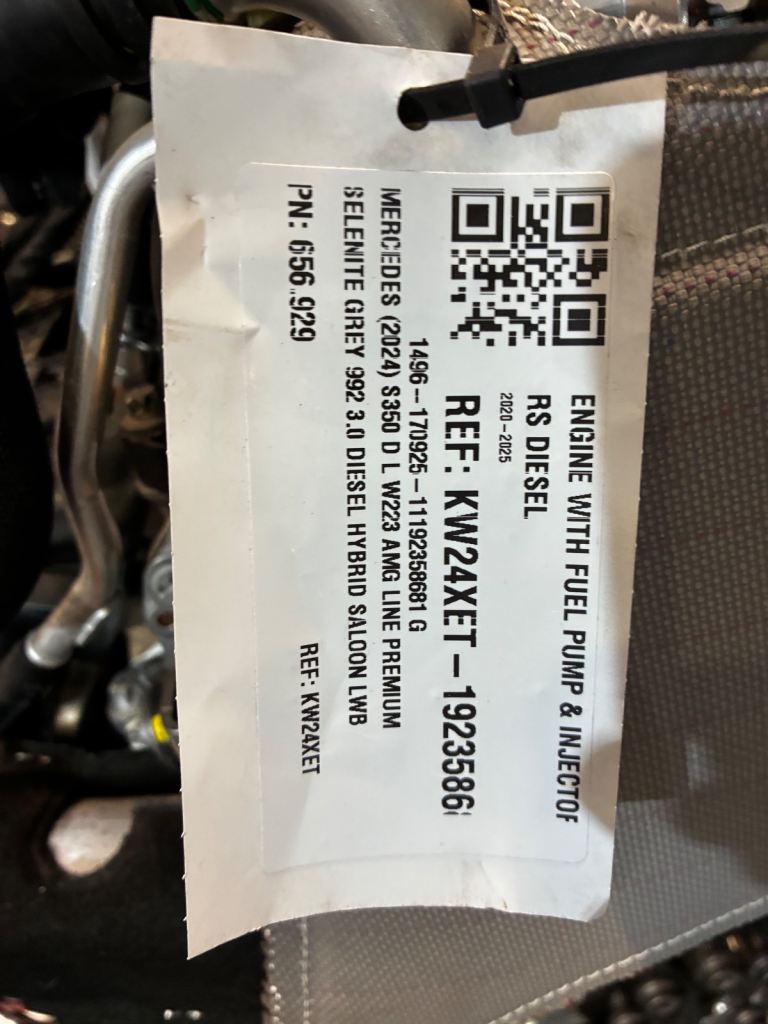 ENGINE WITH FUEL PUMP & INJECTOF
RS DIESEL
2020-2025
REF: KW24XET-1923586
1496-170925-11192358681 G
MERCEDES (2024) S350 D L W223 AMG LINE PREMIUM
SELENITE GREY 992 3.0 DIESEL HYBRID SALOON LWB
PN: 656.929
REF: KW24XET